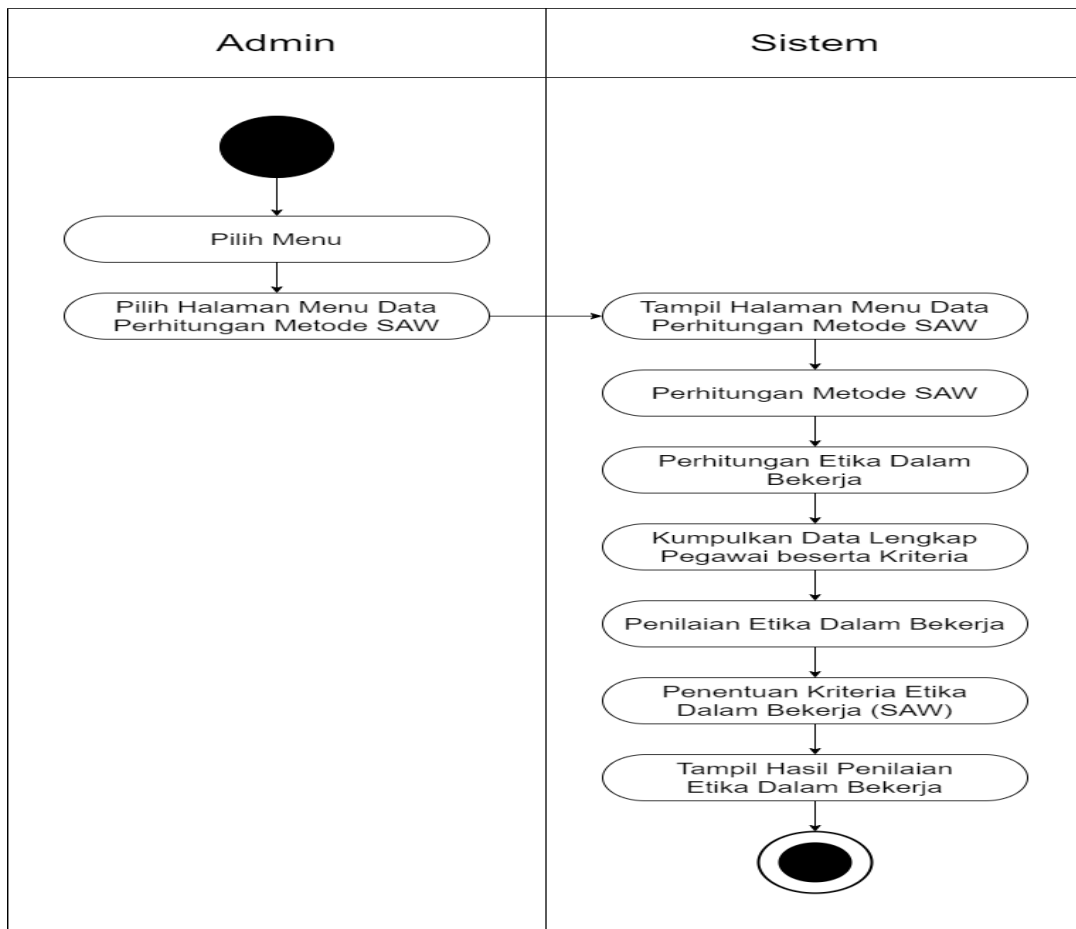 Admin
Sistem
Pilih Menu
Pilih Halaman Menu Data
Perhitungan Metode SAW
Tampil Halaman Menu Data
Perhitungan Metode SAW
Perhitungan Metode SAW
Perhitungan Etika Dalam
Bekerja
Kumpulkan Data Lengkap
Pegawai beserta Kriteria
Penilaian Etika Dalam Bekerja
Penentuan Kriteria Etika
Dalam Bekerja (SAW)
Tampil Hasil Penilaian
Etika Dalam Bekerja